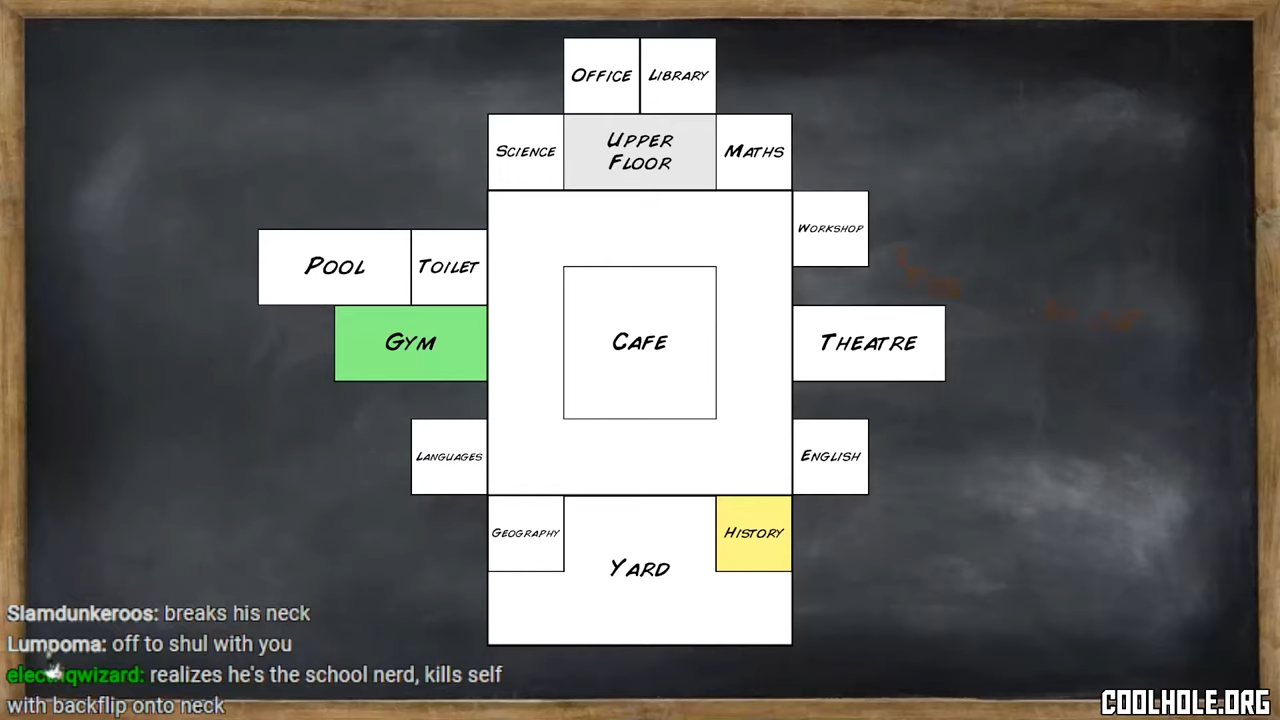 Office Library
Science Upper Maths
Floor
Workshop
Pool Toilet
Gym Cafe Theatre
Languages English
Geography History
Yard
Slamdunkeroos: breaks his neck
Lumpoma: off to shul with you
electriqwizard: realizes he's the school nerd, kills self
with backflip onto neck
COOLHOLE.ORG